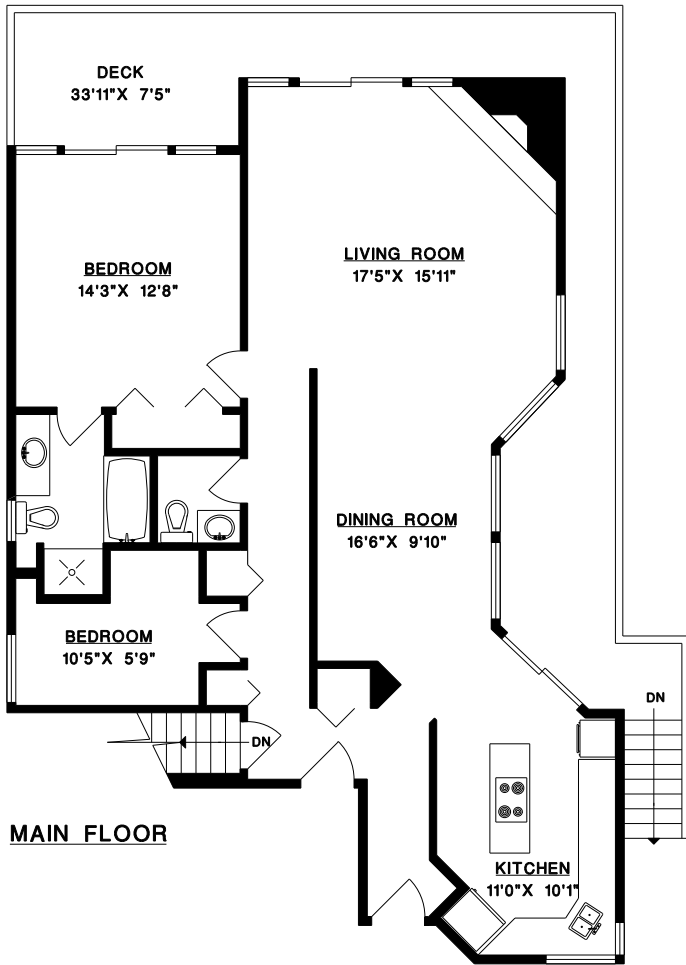 DECK
33'11"X 7'5"
LIVING ROOM
17'5"X 15'11"
BEDROOM
14'3"X 12'8"
DINING ROOM
16'6"X 9'10"
BEDROOM
10'5"X 5'9"
DN
DN
MAIN FLOOR
KITCHEN
11'0"X 10'1"